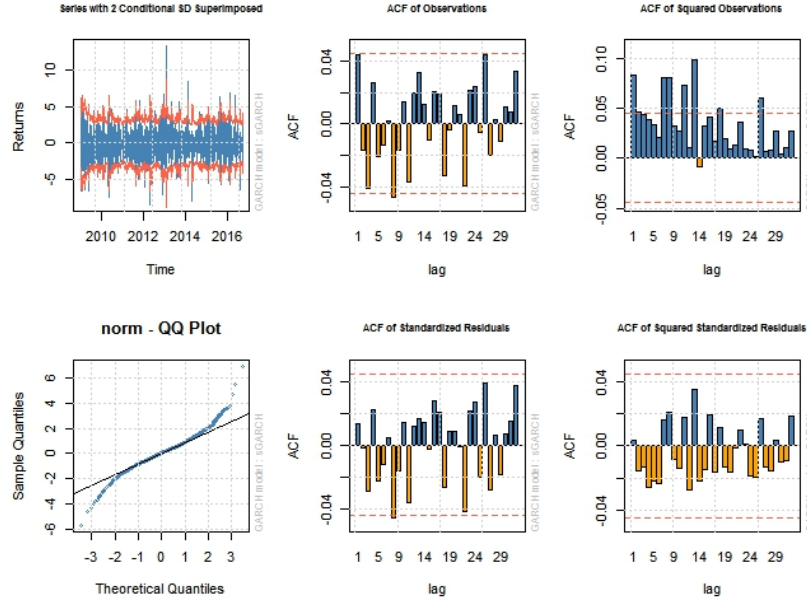 Series with 2 Conditional SD Superimposed
Returns
10
5
0
-5
2010 2012 2014 2016
Time
GARCH model : sGARCH
ACF of Observations
ACF
0.04
0.00
-0.04
1 5 9 14 19 24 29
lag
GARCH model : sGARCH
ACF of Squared Observations
ACF
0.10
0.05
0.00
-0.05
1 5 9 14 19 24 29
lag
norm - QQ Plot
Sample Quantiles
6
4
2
0
-2
-4
-6
-3 -2 -1 0 1 2 3
Theoretical Quantiles
GARCH model : sGARCH
ACF of Standardized Residuals
ACF
0.04
0.00
-0.04
1 5 9 14 19 24 29
lag
GARCH model : sGARCH
ACF of Squared Standardized Residuals
ACF
0.04
0.00
-0.04
1 5 9 14 19 24 29
lag